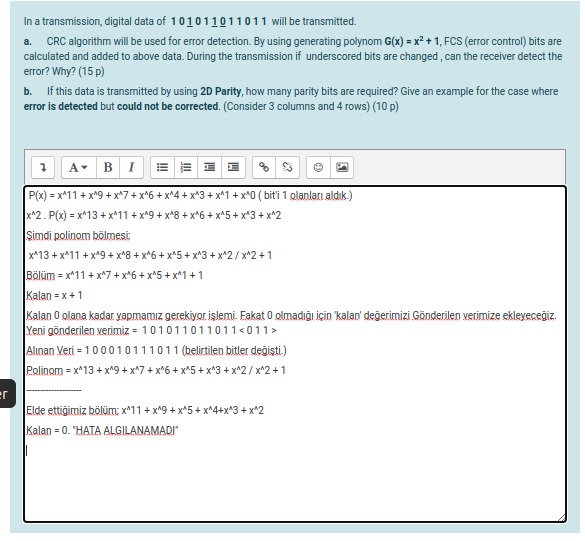 In a transmission, digital data of 1 0 1 0 1 1 0 1 1 0 1 1 will be transmitted.
a. CRC algorithm will be used for error detection. By using generating polynom G(x) = x² + 1, FCS (error control) bits are
calculated and added to above data. During the transmission if underscored bits are changed , can the receiver detect the
error? Why? (15 p)
b. If this data is transmitted by using 2D Parity, how many parity bits are required? Give an example for the case where
error is detected but could not be corrected. (Consider 3 columns and 4 rows) (10 p)
A B I
P(x) = x^11 + x^9 + x^7 + x^6 + x^4 + x^3 + x^1 + x^0 ( bit'i 1 olanları aldık.)
x^2 . P(x) = x^13 + x^11 + x^9 + x^8 + x^6 + x^5 + x^3 + x^2
Şimdi polinom bölmesi;
x^13 + x^11 + x^9 + x^8 + x^6 + x^5 + x^3 + x^2 / x^2 + 1
Bölüm = x^11 + x^7 + x^6 + x^5 + x^1 + 1
Kalan = x + 1
Kalan 0 olana kadar yapmamız gerekiyor işlemi. Fakat 0 olmadığı için 'kalan' değerimizi Gönderilen verimize ekleyeceğiz.
Yeni gönderilen verimiz = 1 0 1 0 1 1 0 1 1 0 1 1 < 0 1 1 >
Alınan Veri = 1 0 0 0 1 0 1 1 1 0 1 1 (belirtilen bitler değişti.)
Polinom = x^13 + x^9 + x^7 + x^6 + x^5 + x^3 + x^2 / x^2 + 1
er
--------------------
Elde ettiğimiz bölüm; x^11 + x^9 + x^5 + x^4+x^3 + x^2
Kalan = 0. "HATA ALGILANAMADI"